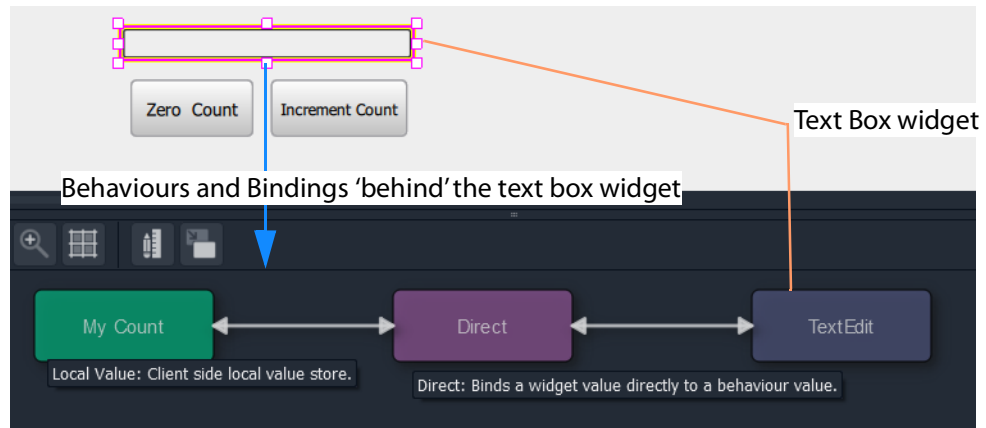 Zero Count
Increment Count
Text Box widget
Behaviours and Bindings ‘behind’ the text box widget
My Count
Direct
TextEdit
Local Value: Client side local value store.
Direct: Binds a widget value directly to a behaviour value.